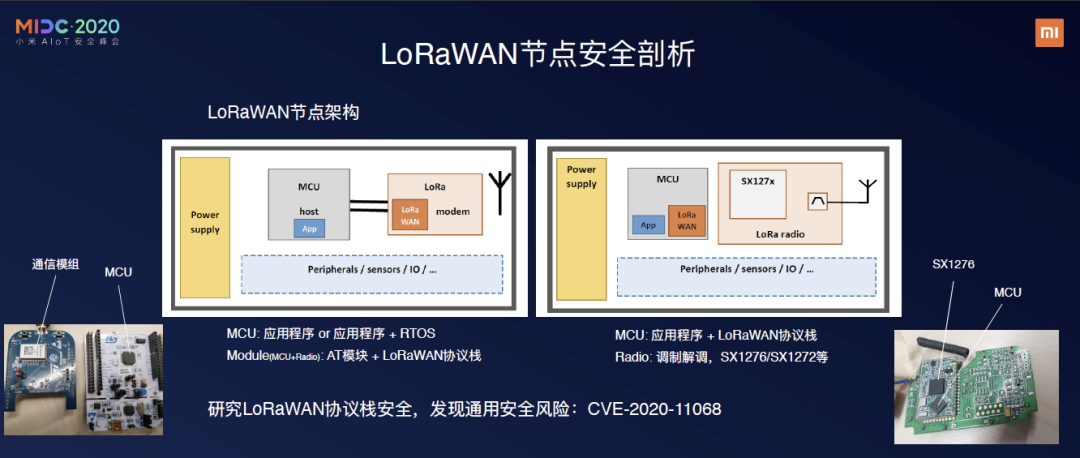 MIDC·2020
小米 AIoT 安全峰会
MI
LoRaWAN节点安全剖析
LoRaWAN节点架构
Power
supply
MCU
host
App
LoRa
LoRa
WAN
modem
Peripherals / sensors / IO / ...
Power
supply
MCU
App
LoRa
WAN
SX127x
LoRa radio
Peripherals / sensors / IO / ...
通信模组
MCU
SX1276
MCU
MCU: 应用程序 or 应用程序 + RTOS
Module(MCU+Radio): AT模块 + LoRaWAN协议栈
MCU: 应用程序 + LoRaWAN协议栈
Radio: 调制解调，SX1276/SX1272等
研究LoRaWAN协议栈安全，发现通用安全风险：CVE-2020-11068